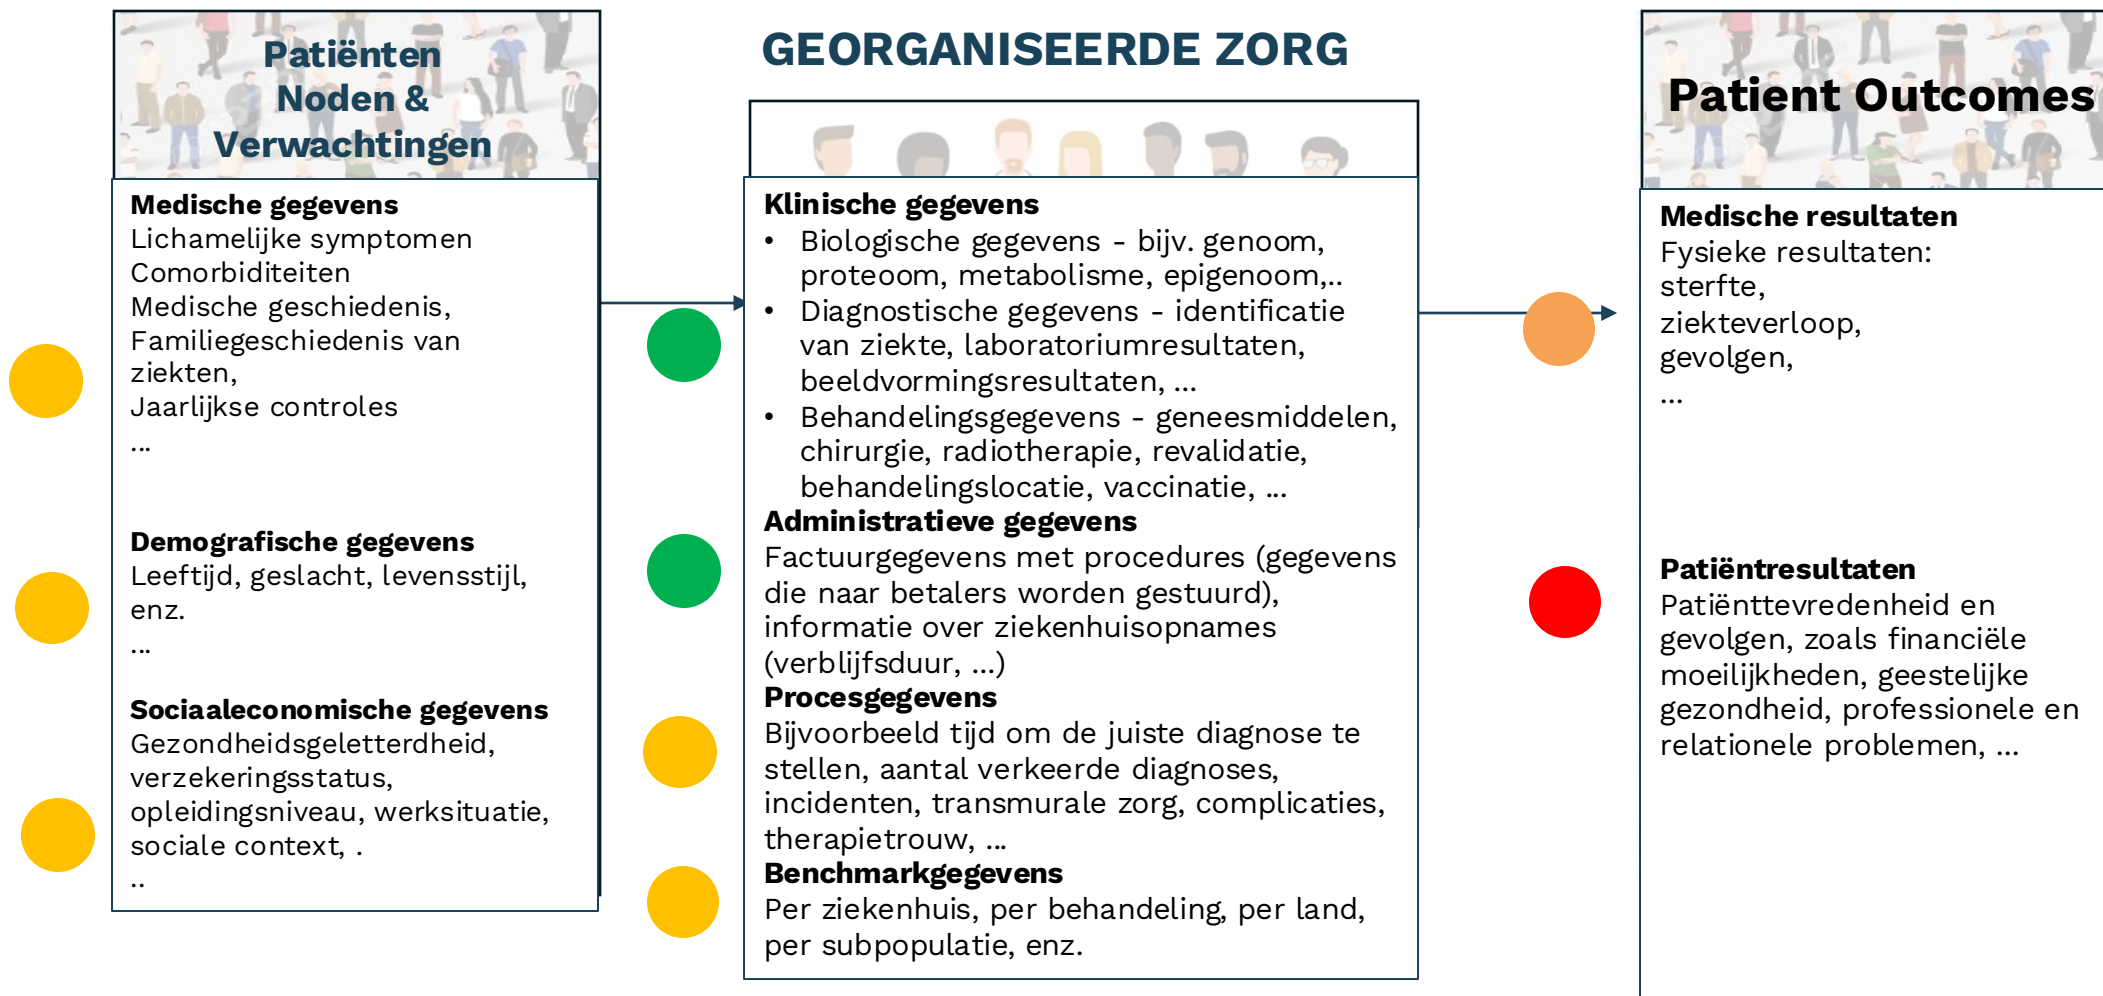 Patiënten
Noden &
Verwachtingen
Medische gegevens
Lichamelijke symptomen
Comorbiditeiten
Medische geschiedenis,
Familiegeschiedenis van
ziekten,
Jaarlijkse controles
...
Demografische gegevens
Leeftijd, geslacht, levensstijl,
enz.
...
Sociaaleconomische gegevens
Gezondheidsgeletterdheid,
verzekeringsstatus,
opleidingsniveau, werksituatie,
sociale context, .
..
GEORGANISEERDE ZORG
Klinische gegevens
• Biologische gegevens - bijv. genoom,
proteoom, metabolisme, epigenoom,..
• Diagnostische gegevens - identificatie
van ziekte, laboratoriumresultaten,
beeldvormingsresultaten, ...
• Behandelingsgegevens - geneesmiddelen,
chirurgie, radiotherapie, revalidatie,
behandelingslocatie, vaccinatie, ...
Administratieve gegevens
Factuurgegevens met procedures (gegevens
die naar betalers worden gestuurd),
informatie over ziekenhuisopnames
(verblijfsduur, ...)
Procesgegevens
Bijvoorbeeld tijd om de juiste diagnose te
stellen, aantal verkeerde diagnoses,
incidenten, transmurale zorg, complicaties,
therapietrouw, ...
Benchmarkgegevens
Per ziekenhuis, per behandeling, per land,
per subpopulatie, enz.
Patient Outcomes
Medische resultaten
Fysieke resultaten:
sterfte,
ziekteverloop,
gevolgen,
...
Patiëntresultaten
Patiënttevredenheid en
gevolgen, zoals financiële
moeilijkheden, geestelijke
gezondheid, professionele en
relationele problemen, ...